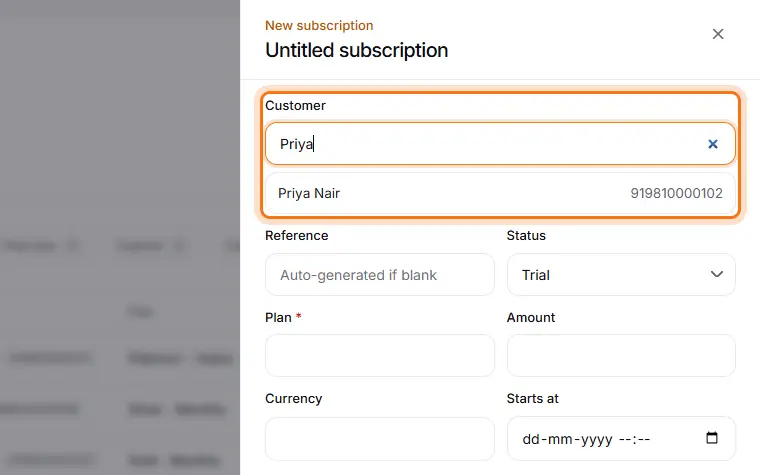 New subscription
Untitled subscription
Customer
Priya
Priya Nair 919810000102
Reference Status
Auto-generated if blank Trial
Plan * Amount
Currency Starts at
dd-mm-yyyy --:--